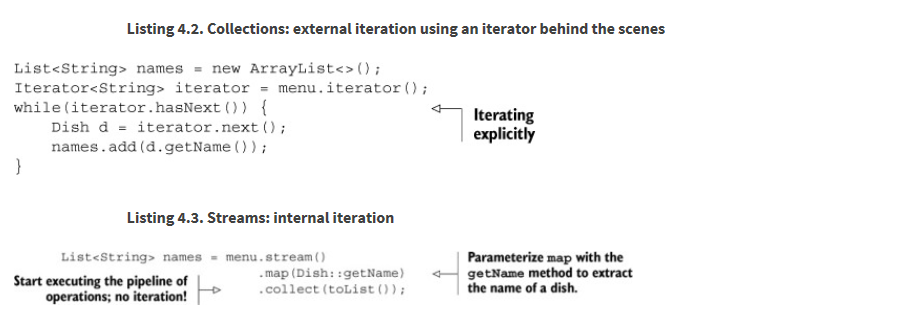 Listing 4.2. Collections: external iteration using an iterator behind the scenes
List<String> names = new ArrayList<>();
Iterator<String> iterator = menu.iterator();
while(iterator.hasNext()) {
Dish d = iterator.next();
names.add(d.getName());
}
Iterating
explicitly
Listing 4.3. Streams: internal iteration
List<String> names = menu.stream()
.map(Dish::getName)
.collect(toList());
Start executing the pipeline of
operations; no iteration!
Parameterize map with the
getName method to extract
the name of a dish.